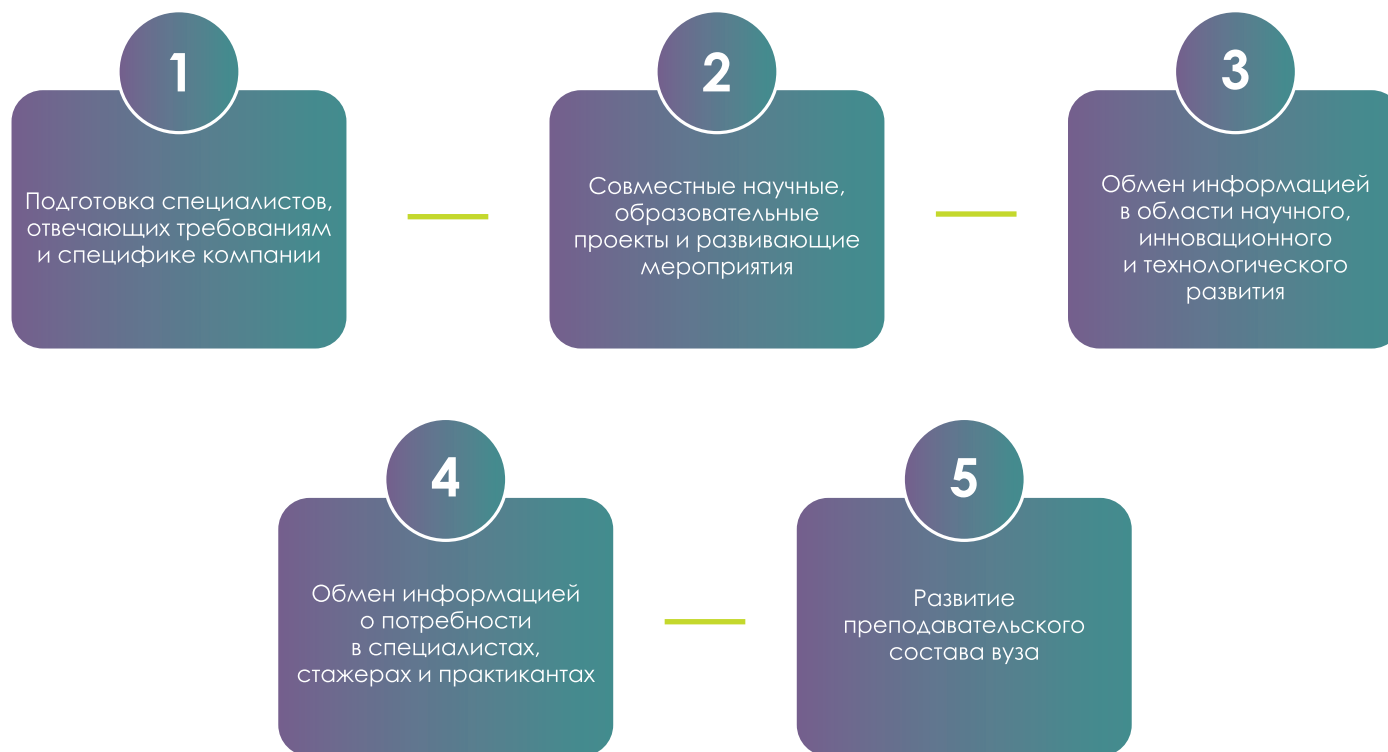 1
Подготовка специалистов,
отвечающих требованиям
и специфике компании
2
Совместные научные,
образовательные
проекты и развивающие
мероприятия
3
Обмен информацией
в области научного,
инновационного
и технологического
развития
4
Обмен информацией
о потребности
в специалистах,
стажерах и практикантах
5
Развитие
преподавательского
состава вуза